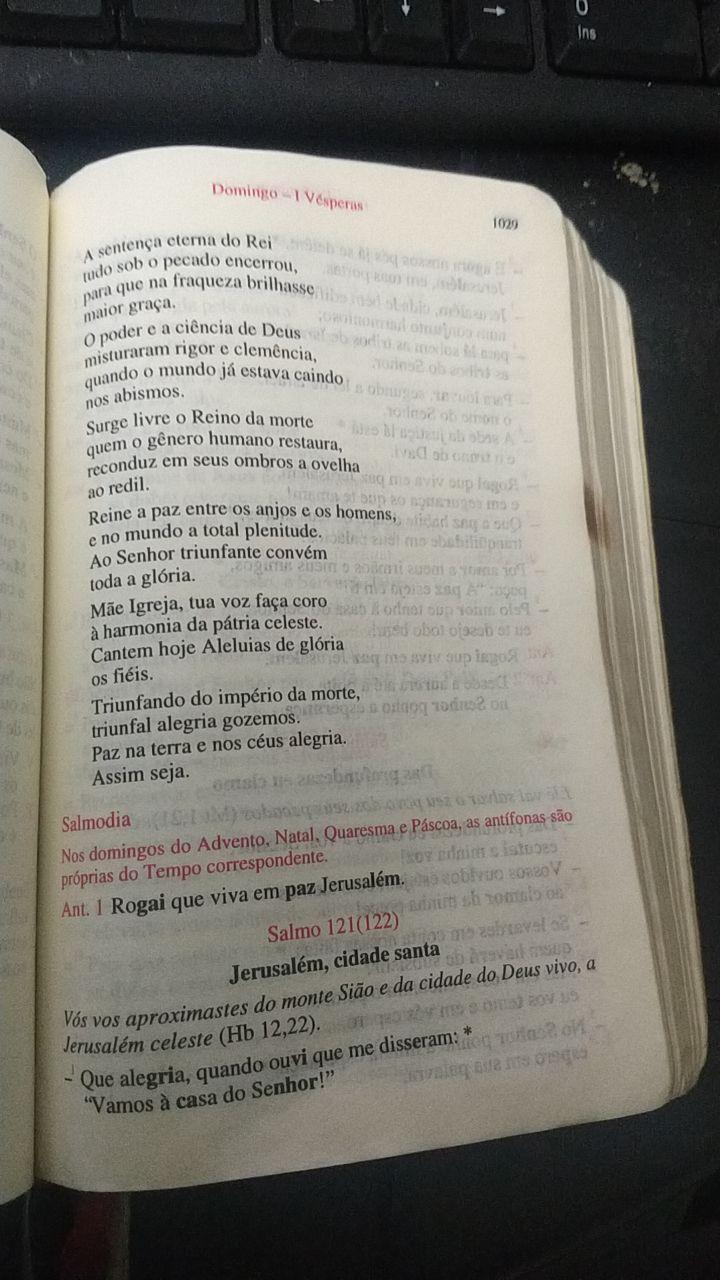 0
Ins
Domingo – I Vésperas
1029
A sentença eterna do Rei
tudo sob o pecado encerrou,
para que na fraqueza brilhasse
maior graça.
O poder e a ciência de Deus
misturaram rigor e clemência,
quando o mundo já estava caindo
nos abismos.
Surge livre o Reino da morte
quem o gênero humano restaura,
reconduz em seus ombros a ovelha
ao redil.
Reine a paz entre os anjos e os homens,
e no mundo a total plenitude.
Ao Senhor triunfante convém
toda a glória.
Mãe Igreja, tua voz faça coro
à harmonia da pátria celeste.
Cantem hoje Aleluias de glória
os fiéis.
Triunfando do império da morte,
triunfal alegria gozemos.
Paz na terra e nos céus alegria.
Assim seja.
Salmodia
Nos domingos do Advento, Natal, Quaresma e Páscoa, as antífonas são
próprias do Tempo correspondente.
Ant. 1 Rogai que viva em paz Jerusalém.
Salmo 121(122)
Jerusalém, cidade santa
Vós vos aproximastes do monte Sião e da cidade do Deus vivo, a
Jerusalém celeste (Hb 12,22).
–¹ Que alegria, quando ouvi que me disseram: *
“Vamos à casa do Senhor!”